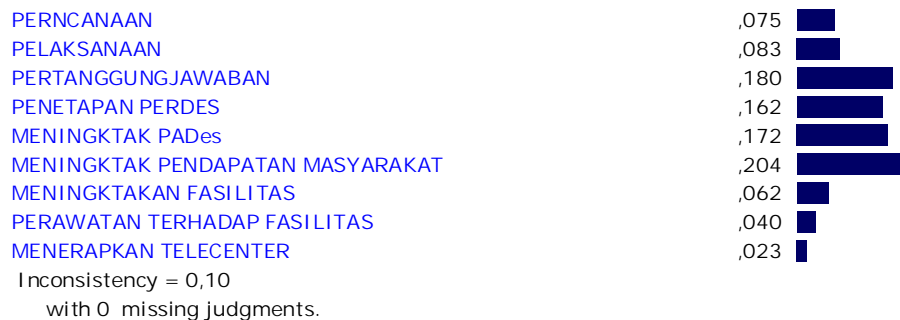 PERNCANAAN ,075
PELAKSANAAN ,083
PERTANGGUNGJAWABAN ,180
PENETAPAN PERDES ,162
MENINGKTAK PADes ,172
MENINGKTAK PENDAPATAN MASYARAKAT ,204
MENINGKTAKAN FASILITAS ,062
PERAWATAN TERHADAP FASILITAS ,040
MENERAPKAN TELECENTER ,023
Inconsistency = 0,10
with 0 missing judgments.